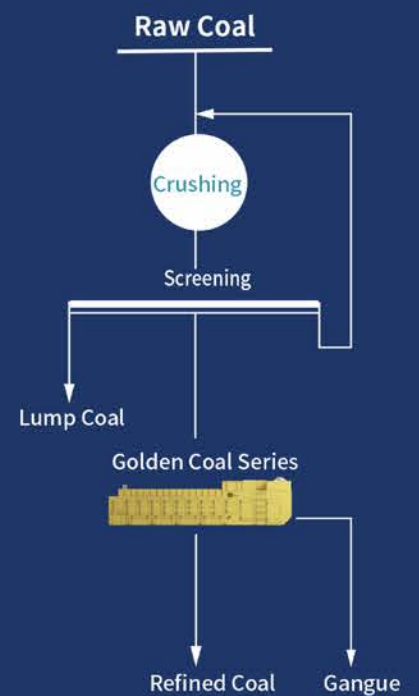 Raw Coal
Crushing
Screening
Lump Coal
Golden Coal Series
Refined Coal
Gangue